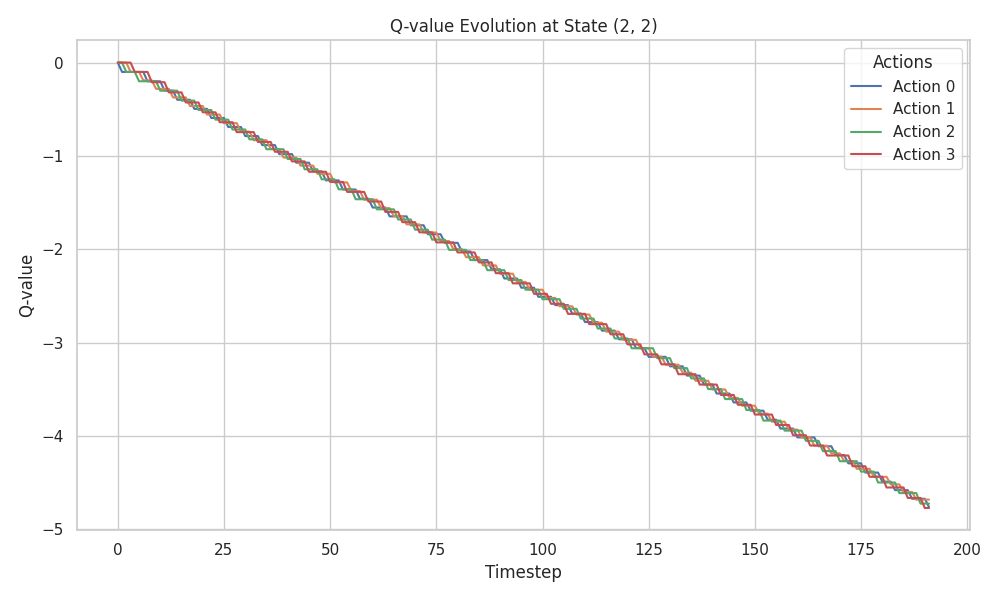 Q-value Evolution at State (2, 2)
Actions
Action 0
Action 1
Action 2
Action 3
Q-value
0
−1
−2
−3
−4
−5
0 25 50 75 100 125 150 175 200
Timestep